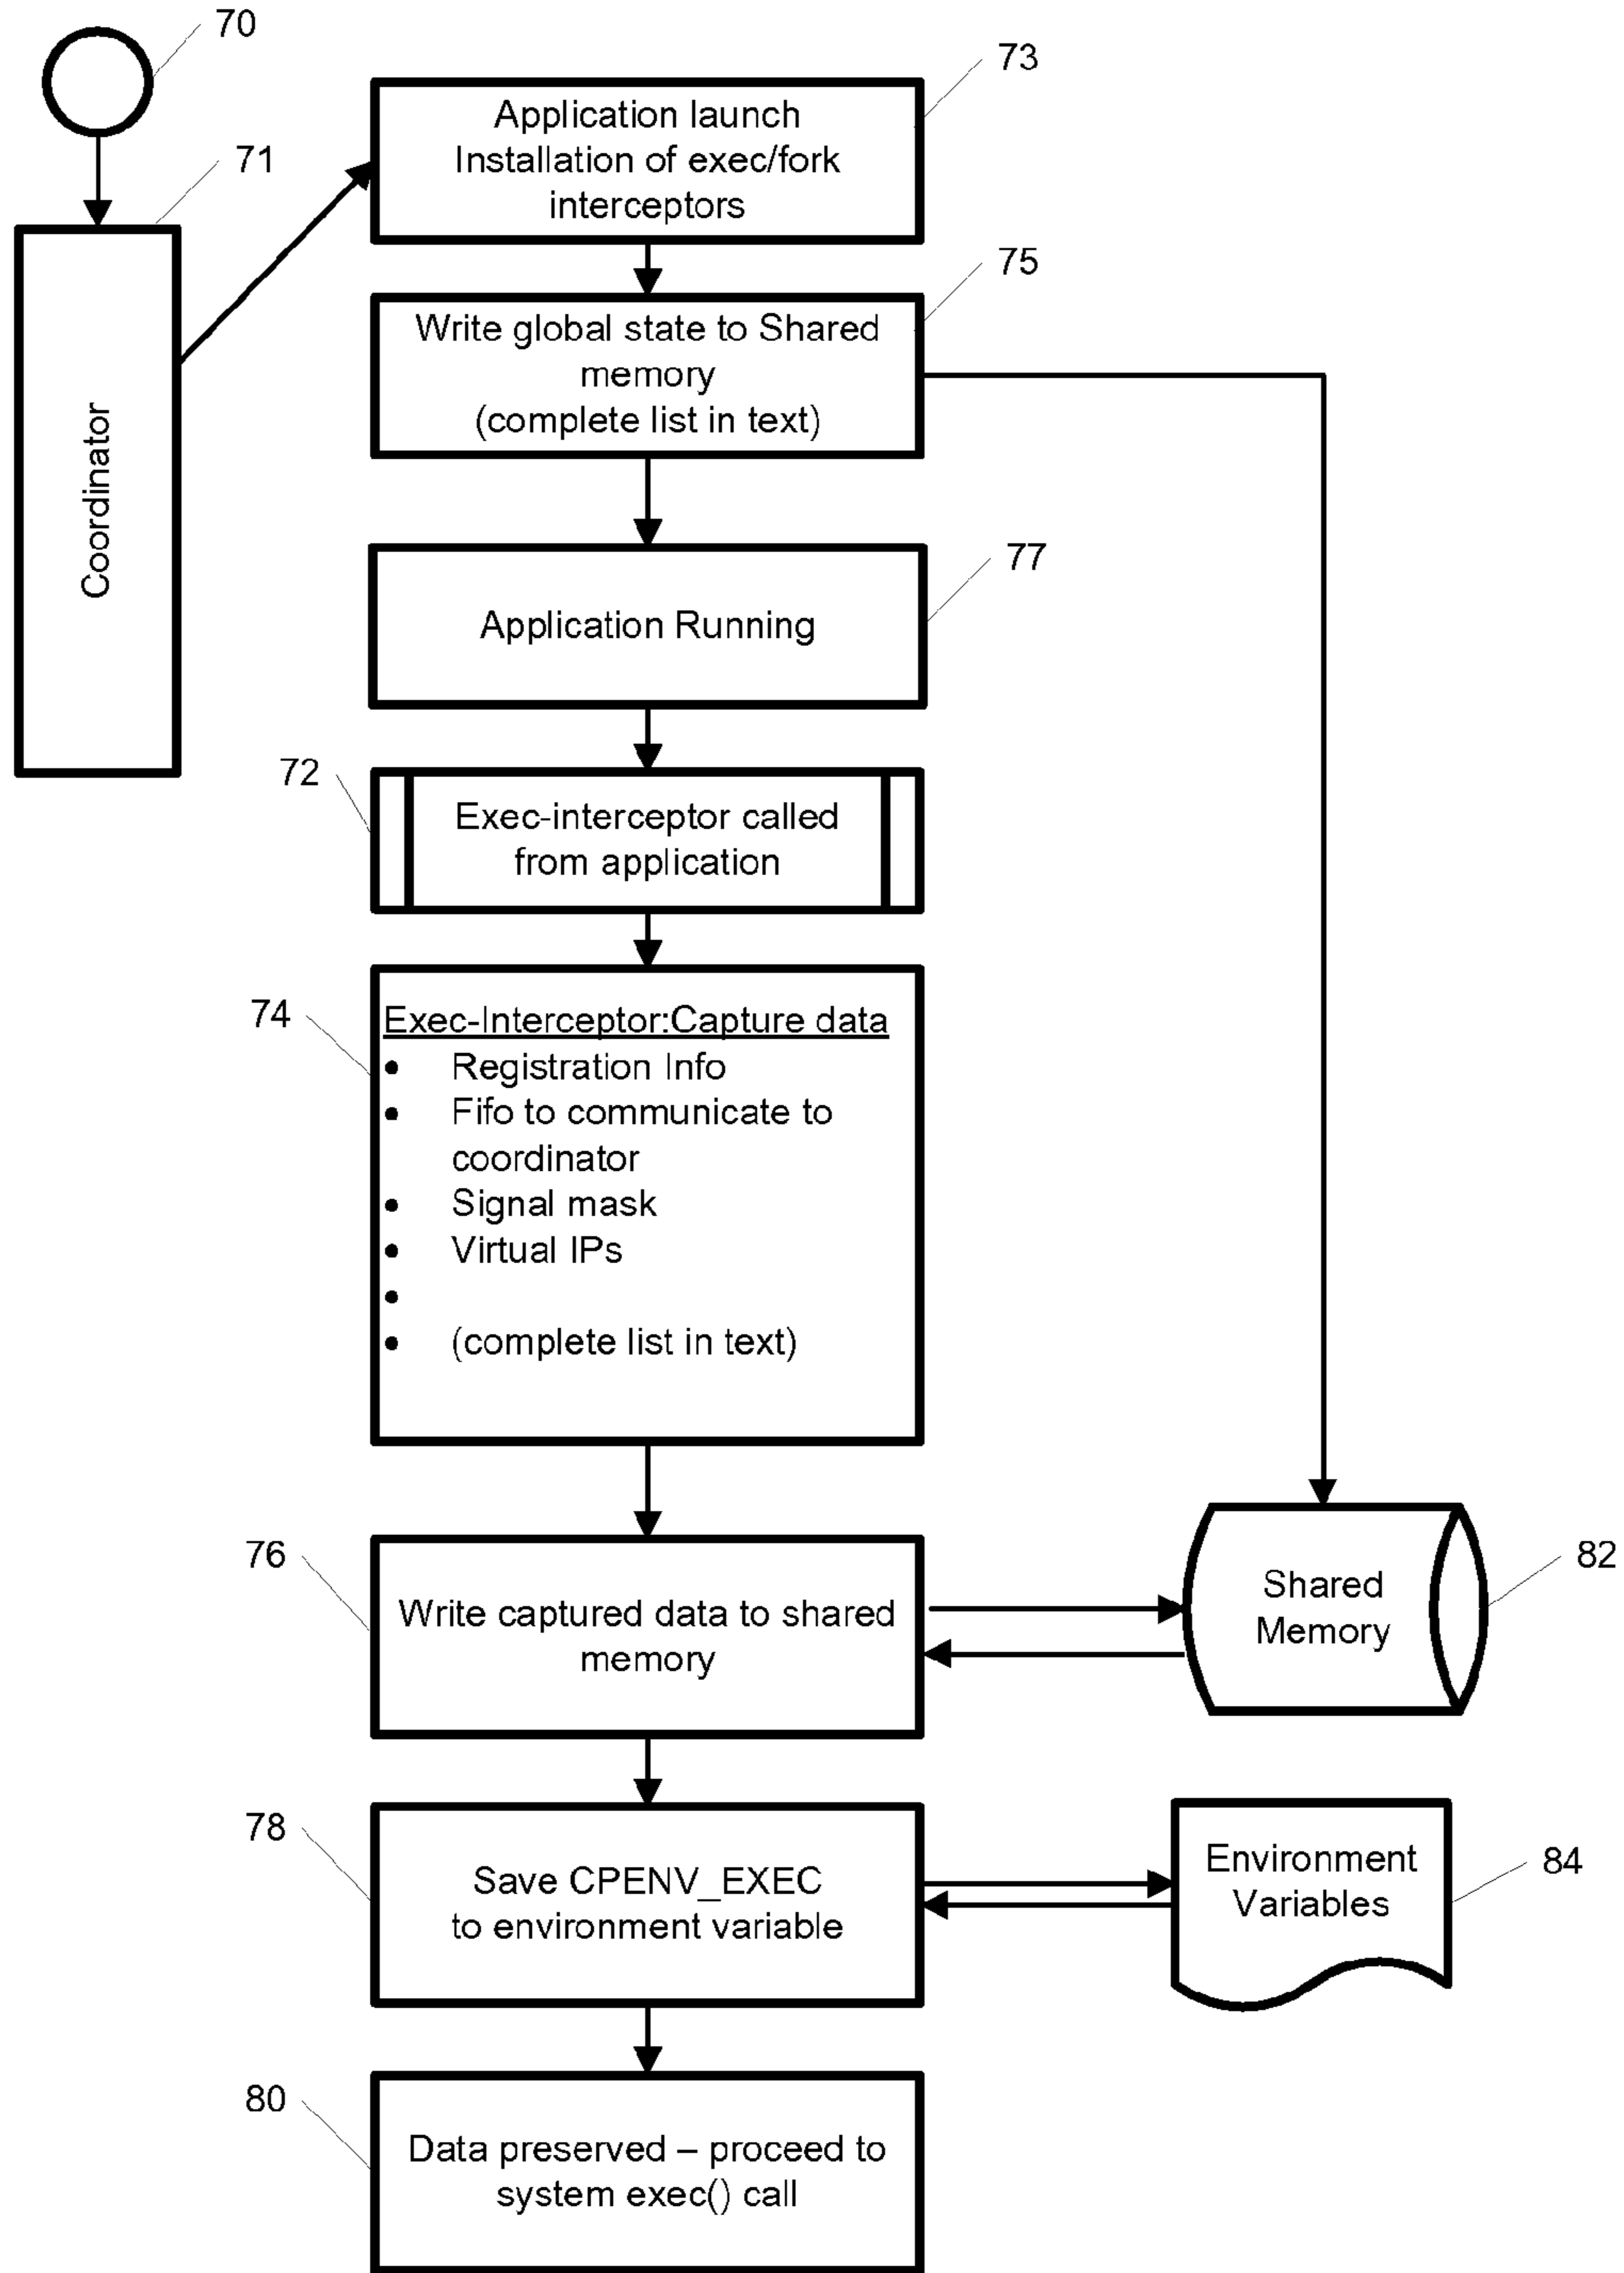 70
71
Coordinator
73
Application launch
Installation of exec/fork
interceptors
75
Write global state to Shared
memory
(complete list in text)
77
Application Running
72
Exec-interceptor called
from application
74
Exec-Interceptor:Capture data
• Registration Info
• Fifo to communicate to
coordinator
• Signal mask
• Virtual IPs
•
• (complete list in text)
76
Write captured data to shared
memory
Shared
Memory
82
78
Save CPENV_EXEC
to environment variable
Environment
Variables
84
80
Data preserved – proceed to
system exec() call